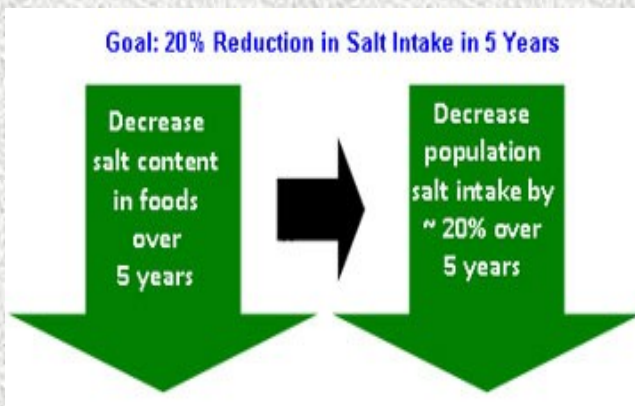 Goal: 20% Reduction in Salt Intake in 5 Years
Decrease
salt content
in foods
over
5 years
Decrease
population
salt intake by
~ 20% over
5 years